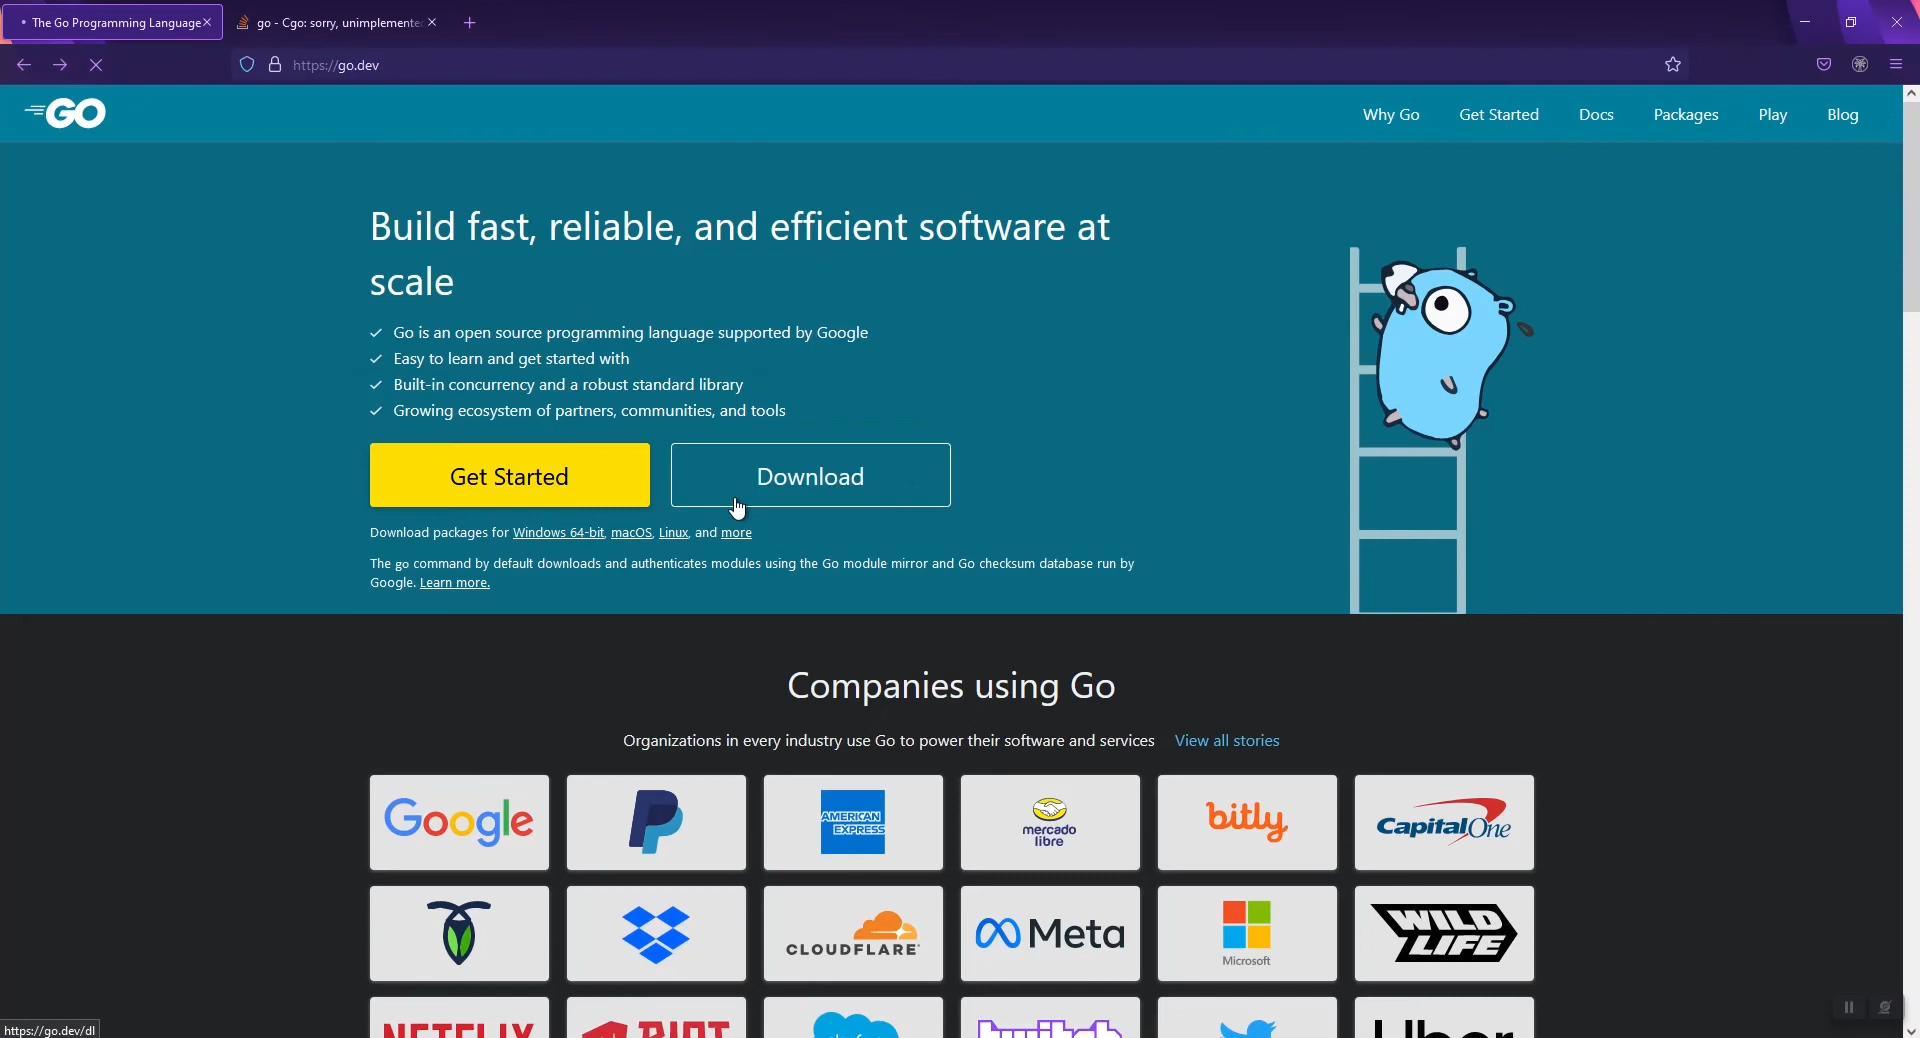 The Go Programming Language
go - Cgo: sorry, unimplemente
https://go.dev
GO
Why Go
Get Started
Docs
Packages
Play
Blog
Build fast, reliable, and efficient software at
scale
Go is an open source programming language supported by Google
Easy to learn and get started with
Built-in concurrency and a robust standard library
Growing ecosystem of partners, communities, and tools
Get Started
Download
Download packages for Windows 64-bit, macOS, Linux, and more
The go command by default downloads and authenticates modules using the Go module mirror and Go checksum database run by
Google. Learn more.
Companies using Go
Organizations in every industry use Go to power their software and services View all stories
Google
AMERICAN
EXPRESS
mercado
libre
bitly
Capital One
CLOUDFLARE
Meta
Microsoft
WILD
LIFE
NETFLIX
RIOT
twitch
Uber
https://go.dev/dl